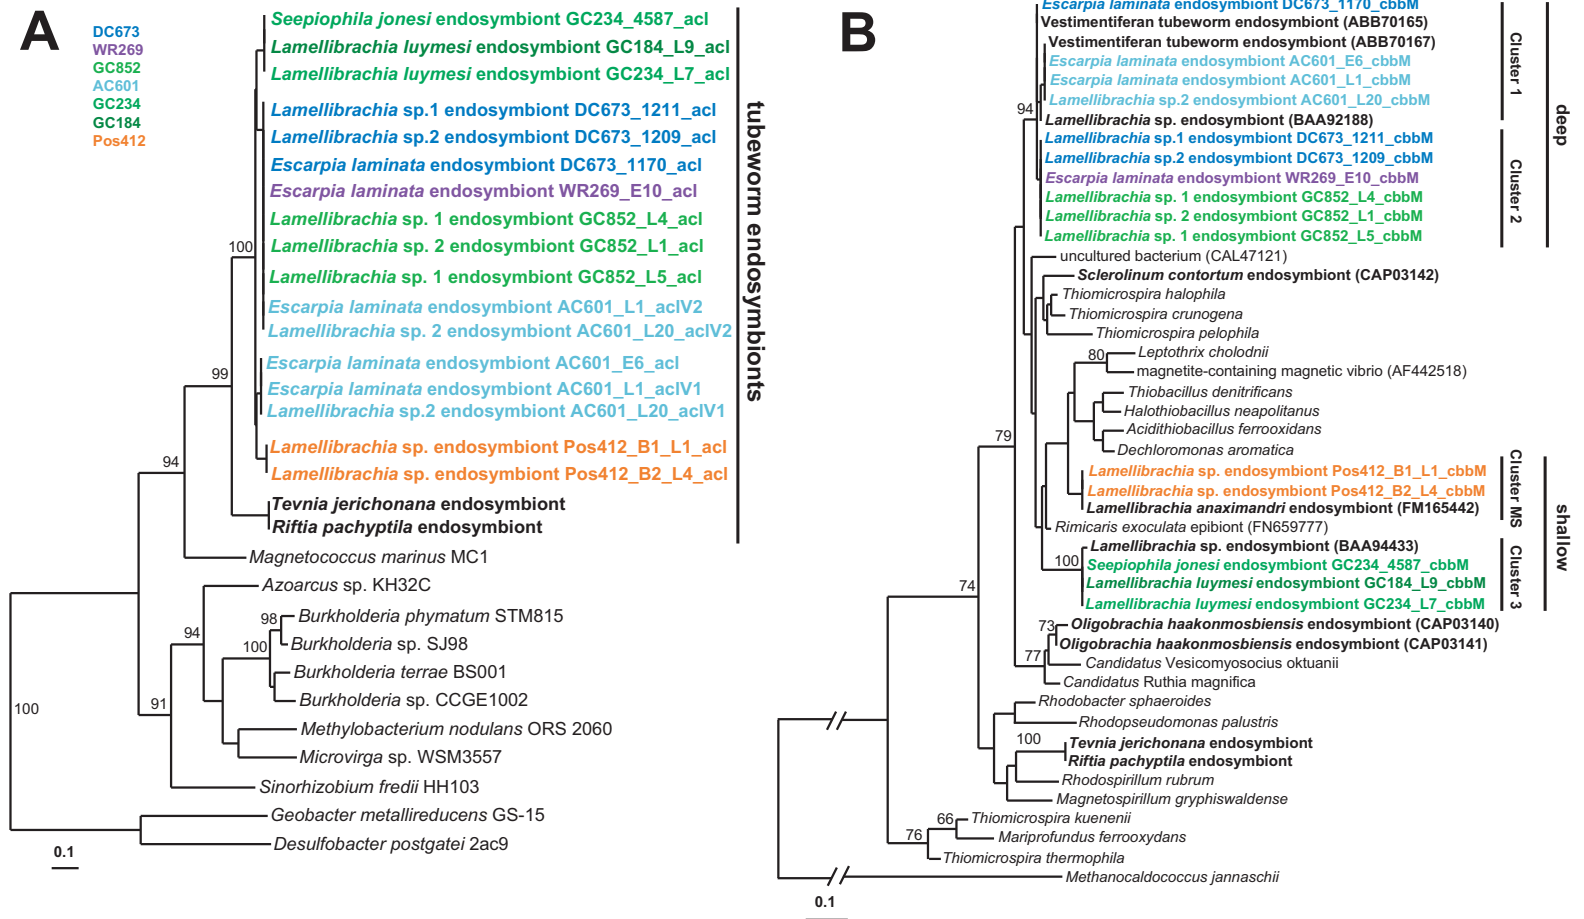 A
DC673
WR269
GC852
AC601
GC234
GC184
Pos412
Seepiophila jonesi endosymbiont GC234_4587_acl
Lamellibrachia luymesi endosymbiont GC184_L9_acl
Lamellibrachia luymesi endosymbiont GC234_L7_acl
Lamellibrachia sp.1 endosymbiont DC673_1211_acl
Lamellibrachia sp.2 endosymbiont DC673_1209_acl
Escarpia laminata endosymbiont DC673_1170_acl
Escarpia laminata endosymbiont WR269_E10_acl
Lamellibrachia sp. 1 endosymbiont GC852_L4_acl
Lamellibrachia sp. 2 endosymbiont GC852_L1_acl
Lamellibrachia sp. 1 endosymbiont GC852_L5_acl
Escarpia laminata endosymbiont AC601_L1_aclV2
Lamellibrachia sp. 2 endosymbiont AC601_L20_aclV2
Escarpia laminata endosymbiont AC601_E6_acl
Escarpia laminata endosymbiont AC601_L1_aclV1
Lamellibrachia sp.2 endosymbiont AC601_L20_aclV1
Lamellibrachia sp. endosymbiont Pos412_B1_L1_acl
Lamellibrachia sp. endosymbiont Pos412_B2_L4_acl
Tevnia jerichonana endosymbiont
Riftia pachyptila endosymbiont
Magnetococcus marinus MC1
Azoarcus sp. KH32C
Burkholderia phymatum STM815
Burkholderia sp. SJ98
Burkholderia terrae BS001
Burkholderia sp. CCGE1002
Methylobacterium nodulans ORS 2060
Microvirga sp. WSM3557
Sinorhizobium fredii HH103
Geobacter metallireducens GS-15
Desulfobacter postgatei 2ac9
100
99
94
98
94
100
91
100
0.1
tubeworm endosymbionts
B
Escarpia laminata endosymbiont DC673_1170_cbbM
Vestimentiferan tubeworm endosymbiont (ABB70165)
Vestimentiferan tubeworm endosymbiont (ABB70167)
Escarpia laminata endosymbiont AC601_E6_cbbM
Escarpia laminata endosymbiont AC601_L1_cbbM
Lamellibrachia sp.2 endosymbiont AC601_L20_cbbM
Lamellibrachia sp. endosymbiont (BAA92188)
Lamellibrachia sp.1 endosymbiont DC673_1211_cbbM
Lamellibrachia sp.2 endosymbiont DC673_1209_cbbM
Escarpia laminata endosymbiont WR269_E10_cbbM
Lamellibrachia sp. 1 endosymbiont GC852_L4_cbbM
Lamellibrachia sp. 2 endosymbiont GC852_L1_cbbM
Lamellibrachia sp. 1 endosymbiont GC852_L5_cbbM
uncultured bacterium (CAL47121)
Sclerolinum contortum endosymbiont (CAP03142)
Thiomicrospira halophila
Thiomicrospira crunogena
Thiomicrospira pelophila
Leptothrix cholodnii
magnetite-containing magnetic vibrio (AF442518)
Thiobacillus denitrificans
Halothiobacillus neapolitanus
Acidithiobacillus ferrooxidans
Dechloromonas aromatica
Lamellibrachia sp. endosymbiont Pos412_B1_L1_cbbM
Lamellibrachia sp. endosymbiont Pos412_B2_L4_cbbM
Lamellibrachia anaximandri endosymbiont (FM165442)
Rimicaris exoculata epibiont (FN659777)
Lamellibrachia sp. endosymbiont (BAA94433)
Seepiophila jonesi endosymbiont GC234_4587_cbbM
Lamellibrachia luymesi endosymbiont GC184_L9_cbbM
Lamellibrachia luymesi endosymbiont GC234_L7_cbbM
Oligobrachia haakonmosbiensis endosymbiont (CAP03140)
Oligobrachia haakonmosbiensis endosymbiont (CAP03141)
Candidatus Vesicomyosocius oktuanii
Candidatus Ruthia magnifica
Rhodobacter sphaeroides
Rhodopseudomonas palustris
Tevnia jerichonana endosymbiont
Riftia pachyptila endosymbiont
Rhodospirillum rubrum
Magnetospirillum gryphiswaldense
Thiomicrospira kuenenii
Mariprofundus ferrooxydans
Thiomicrospira thermophila
Methanocaldococcus jannaschii
94
80
79
100
74
73
77
100
66
76
0.1
Cluster 1
Cluster 2
Cluster MS
Cluster 3
deep
shallow